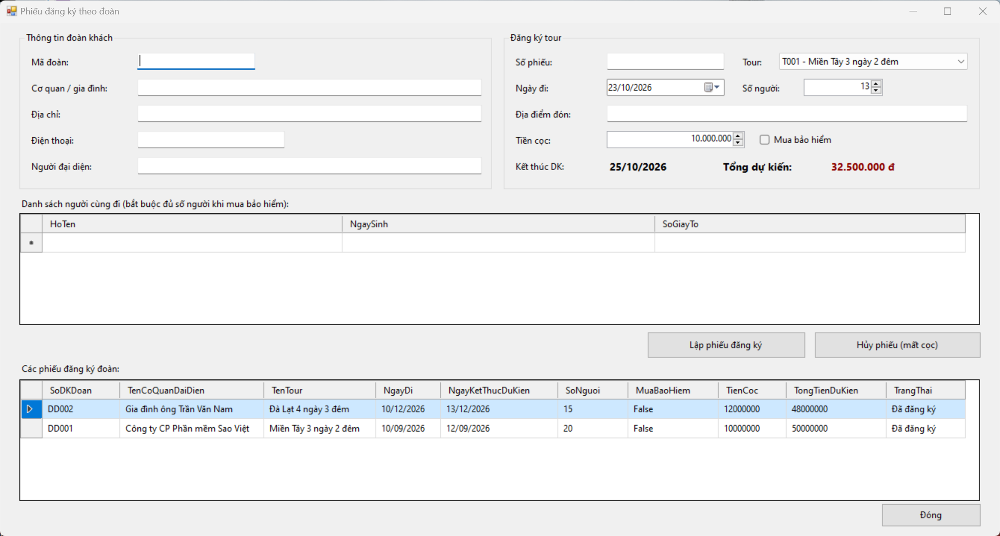 Phiếu đăng ký theo đoàn
Thông tin đoàn khách
Mã đoàn:
Cơ quan / gia đình:
Địa chỉ:
Điện thoại:
Người đại diện:
Đăng ký tour
Số phiếu:
Tour: T001 - Miền Tây 3 ngày 2 đêm
Ngày đi: 23/10/2026 Số người: 13
Địa điểm đón:
Tiền cọc: 10.000.000 Mua bảo hiểm
Kết thúc DK: 25/10/2026 Tổng dự kiến: 32.500.000 đ
Danh sách người cùng đi (bắt buộc đủ số người khi mua bảo hiểm):
HoTen NgaySinh SoGiayTo
Lập phiếu đăng ký Hủy phiếu (mất cọc)
Các phiếu đăng ký đoàn:
SoDKDoan TenCoQuanDaiDien TenTour NgayDi NgayKetThucDuKien SoNguoi MuaBaoHiem TienCoc TongTienDuKien TrangThai
DD002 Gia đình ông Trần Văn Nam Đà Lạt 4 ngày 3 đêm 10/12/2026 13/12/2026 15 False 12000000 48000000 Đã đăng ký
DD001 Công ty CP Phần mềm Sao Việt Miền Tây 3 ngày 2 đêm 10/09/2026 12/09/2026 20 False 10000000 50000000 Đã đăng ký
Đóng